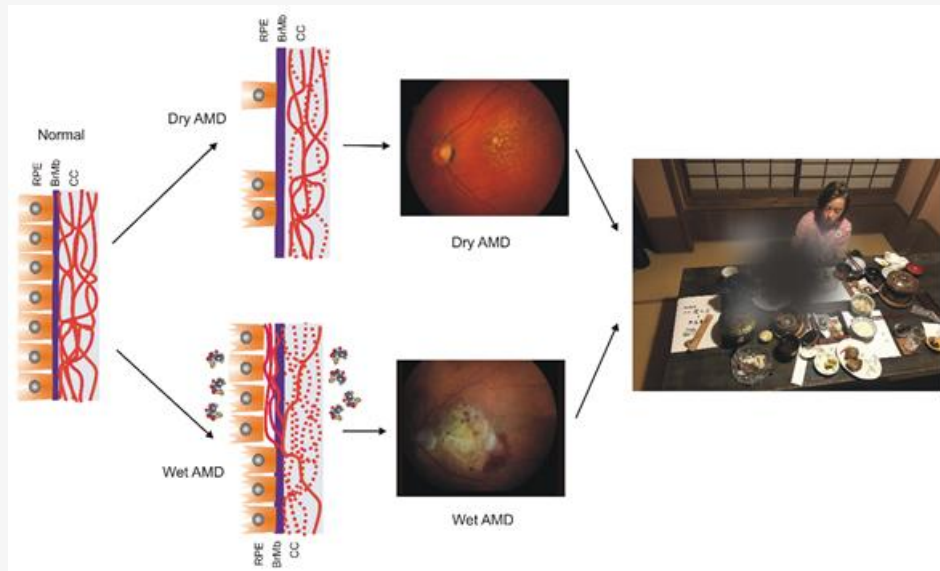 Normal
RPE
BrMb
CC
RPE
BrMb
CC
Dry AMD
Dry AMD
Wet AMD
RPE
BrMb
CC
Wet AMD